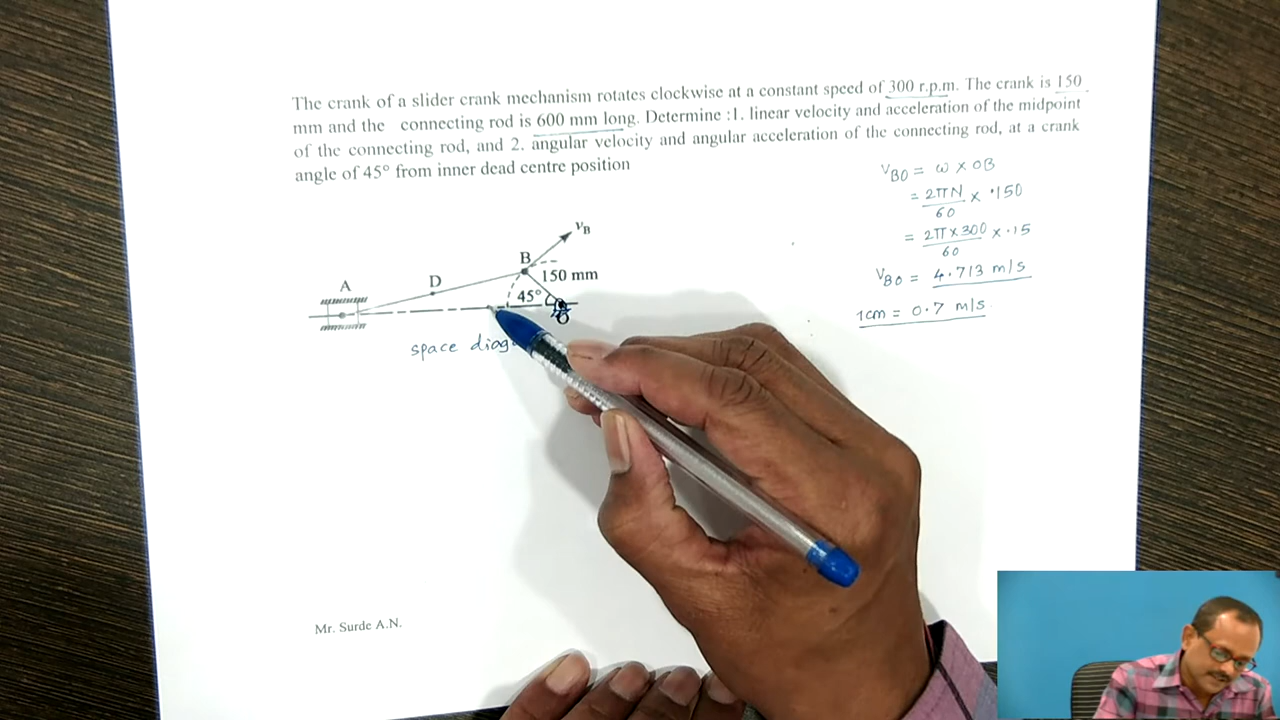 The crank of a slider crank mechanism rotates clockwise at a constant speed of 300 r.p.m. The crank is 150
mm and the connecting rod is 600 mm long. Determine :1. linear velocity and acceleration of the midpoint
of the connecting rod, and 2. angular velocity and angular acceleration of the connecting rod, at a crank
angle of 45° from inner dead centre position
V_BO = ω × OB
= 2πN/60 × ·150
= 2π×300/60 × ·15
V_BO = 4.713 m/s
1cm = 0.7 m/s
v_B
B
150 mm
D
A
45°
O
space
Mr. Surde A.N.